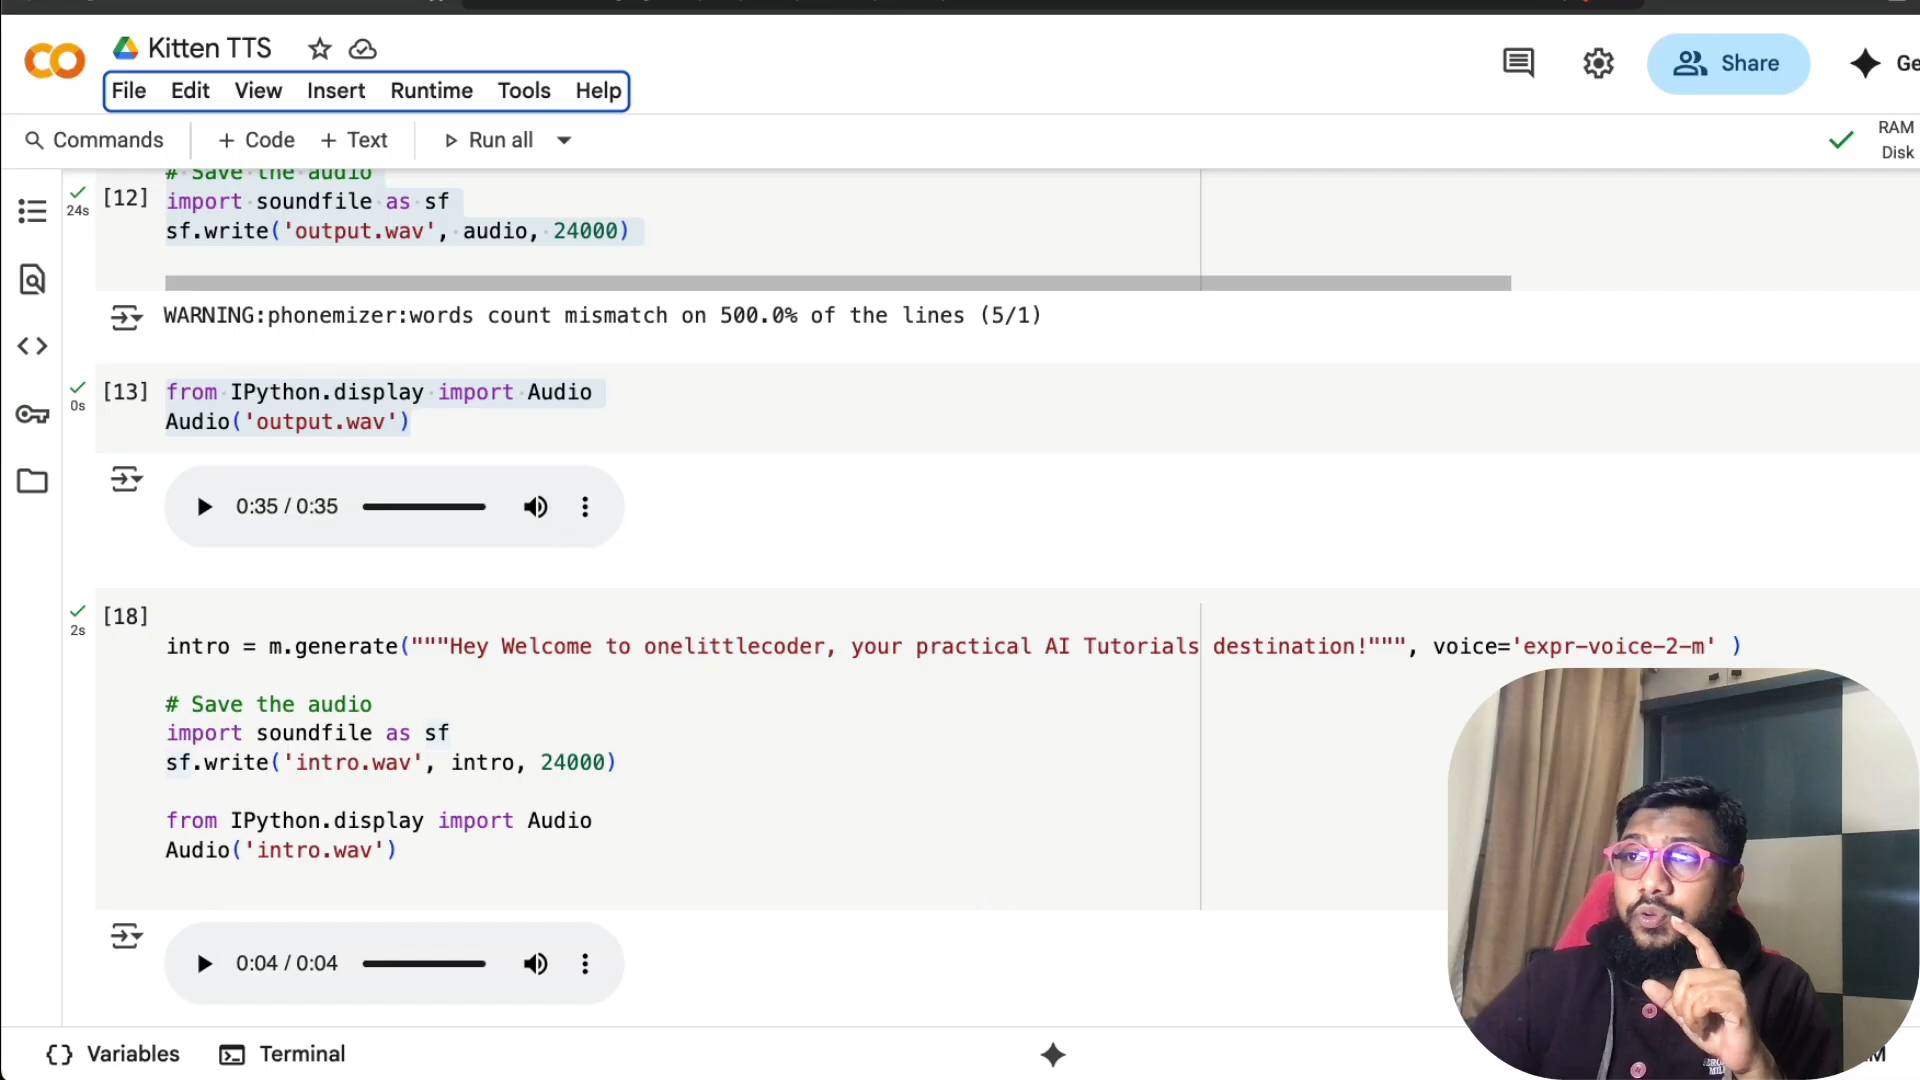 Kitten TTS
File Edit View Insert Runtime Tools Help
Share
Ge
Commands + Code + Text Run all
RAM
Disk
# Save the audio
[12] import soundfile as sf
24s
sf.write('output.wav', audio, 24000)
WARNING:phonemizer:words count mismatch on 500.0% of the lines (5/1)
[13] from IPython.display import Audio
0s
Audio('output.wav')
0:35 / 0:35
[18]
2s
intro = m.generate("""Hey Welcome to onelittlecoder, your practical AI Tutorials destination!""", voice='expr-voice-2-m' )
# Save the audio
import soundfile as sf
sf.write('intro.wav', intro, 24000)
from IPython.display import Audio
Audio('intro.wav')
0:04 / 0:04
{} Variables Terminal